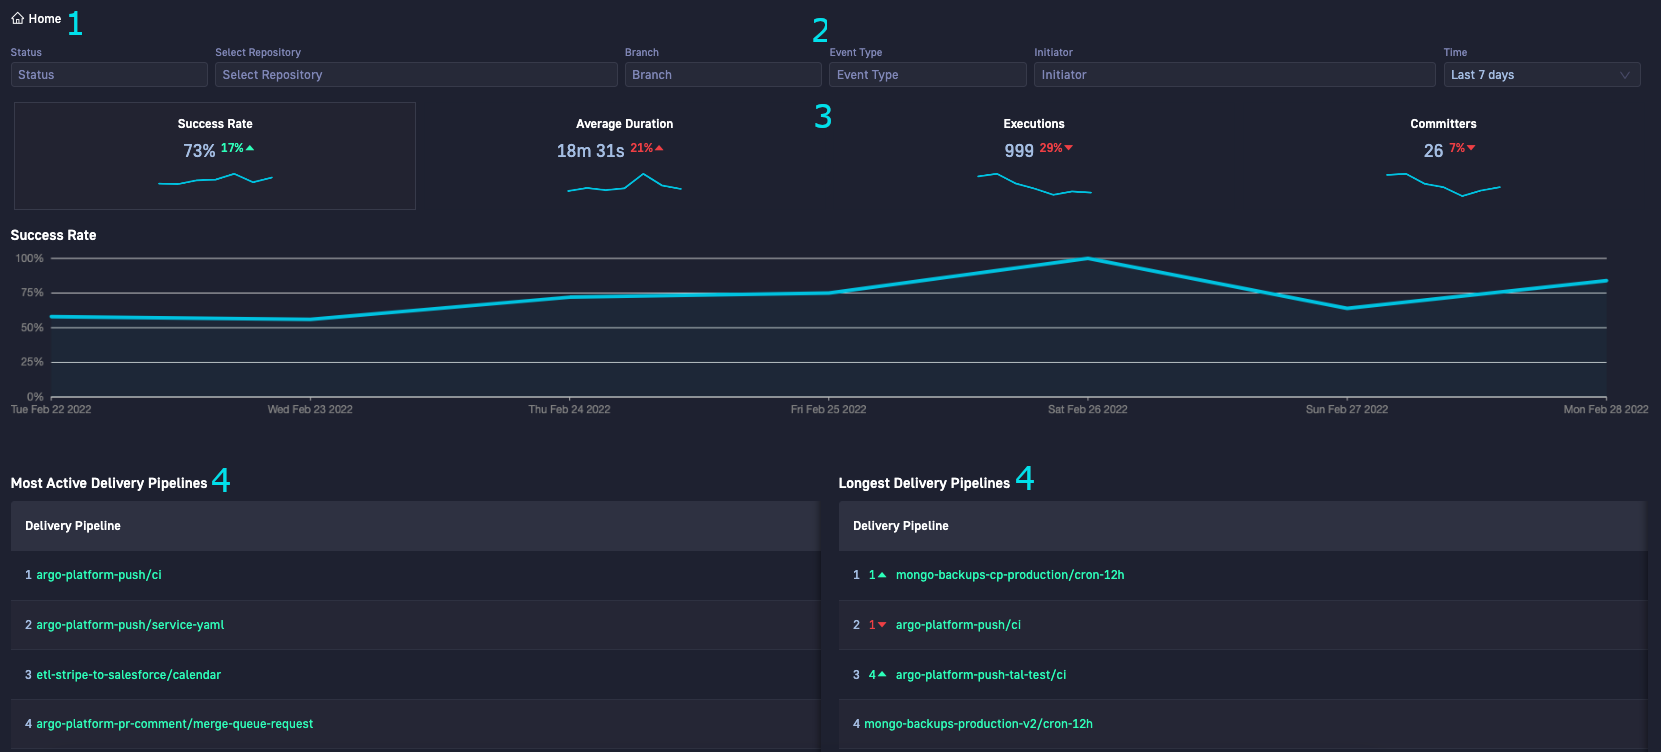 Home 1
2
Status Select Repository Branch Event Type Initiator Time
Status Select Repository Branch Event Type Initiator Last 7 days
3
Success Rate Average Duration Executions Committers
73% 17% 18m 31s 21% 999 29% 26 7%
Success Rate
100%
75%
50%
25%
0%
Tue Feb 22 2022 Wed Feb 23 2022 Thu Feb 24 2022 Fri Feb 25 2022 Sat Feb 26 2022 Sun Feb 27 2022 Mon Feb 28 2022
Most Active Delivery Pipelines 4
Delivery Pipeline
1 argo-platform-push/ci
2 argo-platform-push/service-yaml
3 etl-stripe-to-salesforce/calendar
4 argo-platform-pr-comment/merge-queue-request
Longest Delivery Pipelines 4
Delivery Pipeline
1 1 mongo-backups-cp-production/cron-12h
2 1 argo-platform-push/ci
3 4 argo-platform-push-tal-test/ci
4 mongo-backups-production-v2/cron-12h